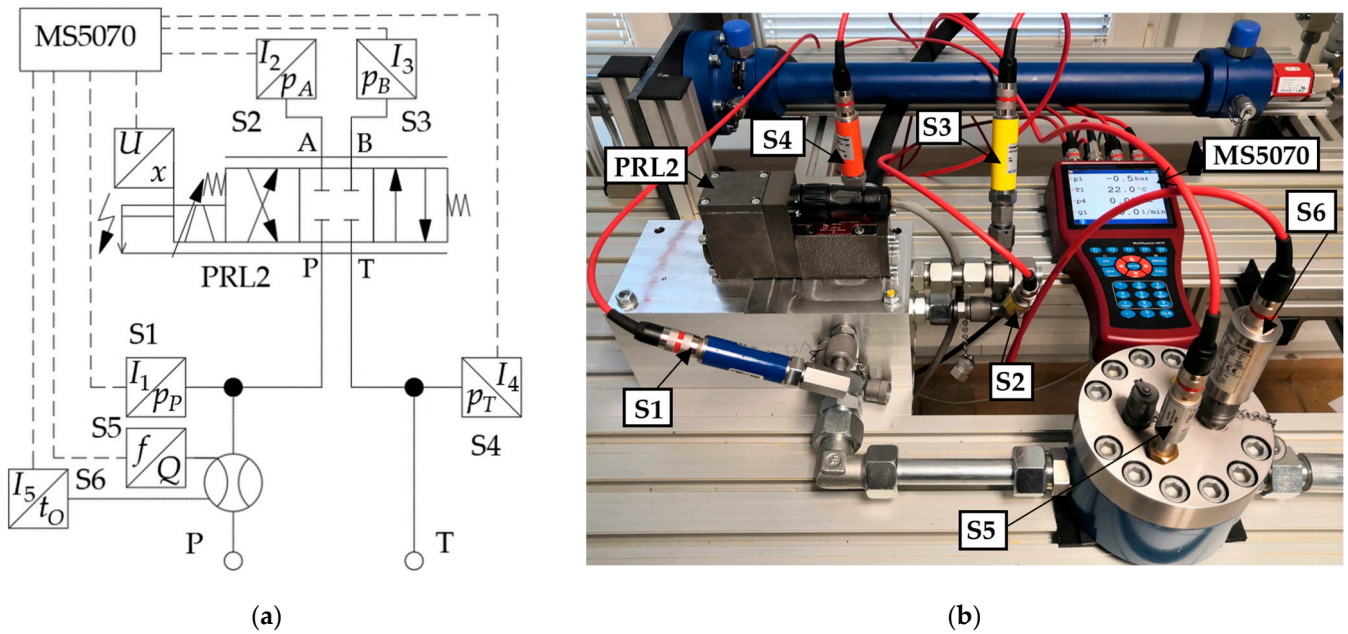 MS5070
I2
pA
I3
pB
S2
S3
U
x
A
B
PRL2
P
T
S1
I1
pP
I4
pT
S5
S4
f
Q
S6
I5
tO
P
T
(a)
S4
S3
PRL2
MS5070
p1 -0.5 bar
T1 22.0 °C
p4
Q1 l/min
S6
S2
S1
S5
(b)